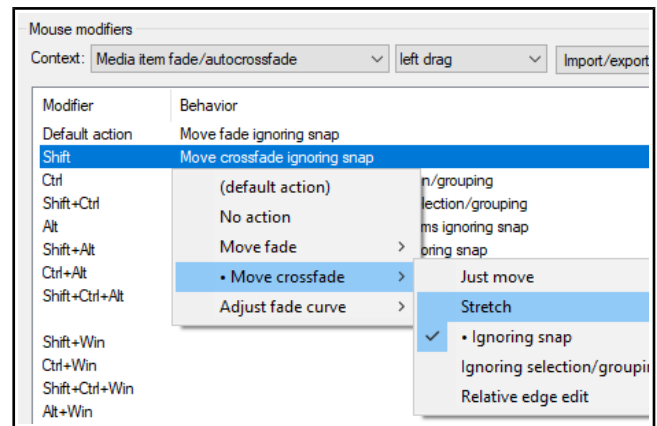 Mouse modifiers
Context: Media item fade/autocrossfade left drag Import/export
Modifier Behavior
Default action Move fade ignoring snap
Shift Move crossfade ignoring snap
Ctrl n/grouping
Shift+Ctrl lection/grouping
Alt ms ignoring snap
Shift+Alt oring snap
Ctrl+Alt
Shift+Ctrl+Alt
Shift+Win
Ctrl+Win
Shift+Ctrl+Win
Alt+Win
(default action)
No action
Move fade >
• Move crossfade >
Adjust fade curve >
Just move
Stretch
✓ • Ignoring snap
Ignoring selection/groupi
Relative edge edit